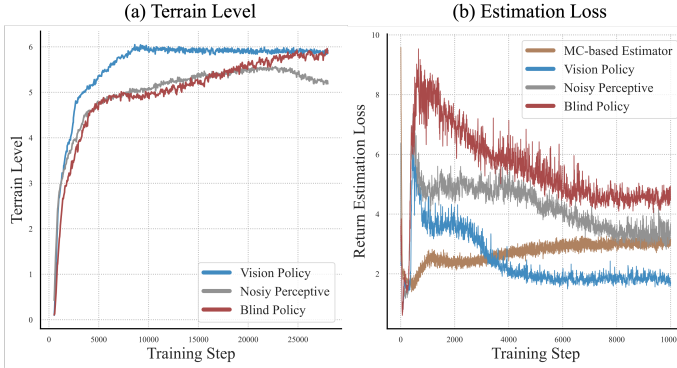 (a) Terrain Level
Terrain Level
6
5
4
3
2
1
0
Vision Policy
Nosiy Perceptive
Blind Policy
0
5000
10000
15000
20000
25000
Training Step
(b) Estimation Loss
Return Estimation Loss
10
8
6
4
2
MC-based Estimator
Vision Policy
Noisy Perceptive
Blind Policy
0
2000
4000
6000
8000
1000
Training Step